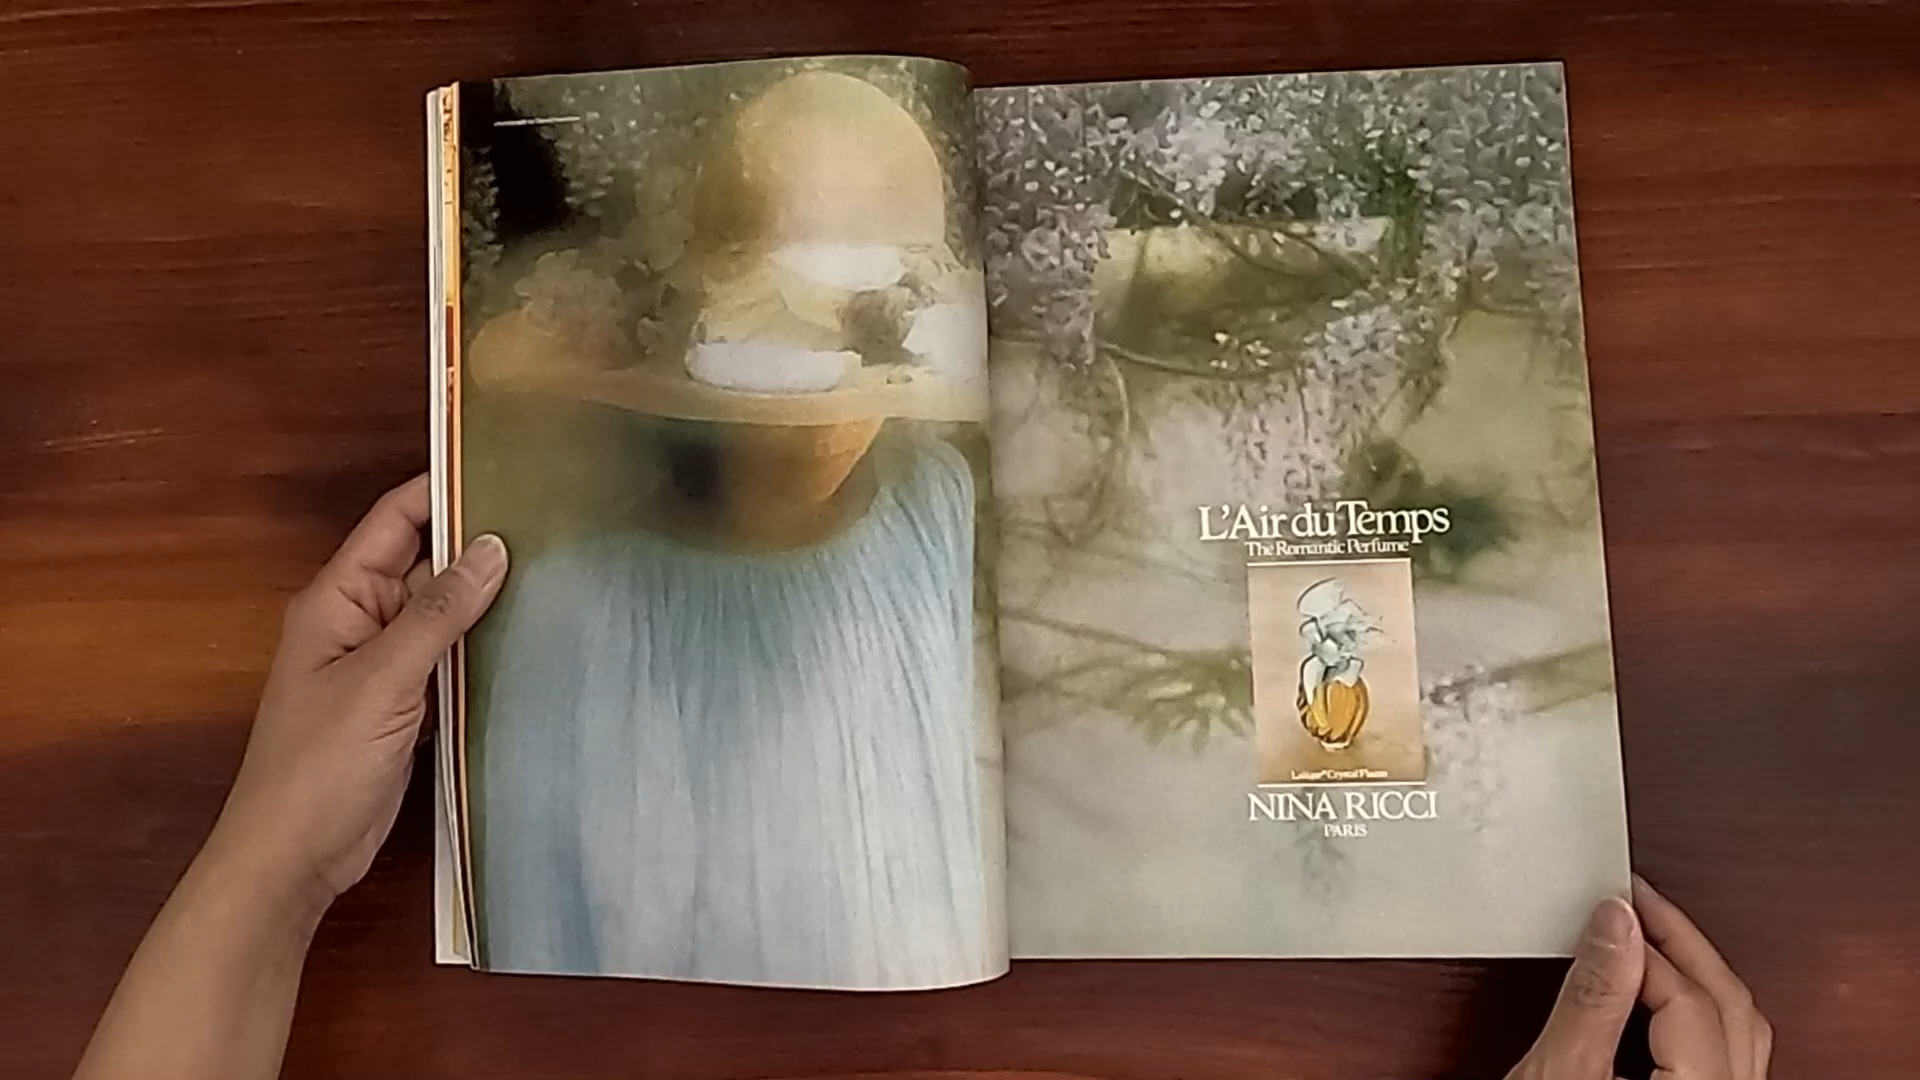 L'Air du Temps
The Romantic Perfume
Lalique® Crystal Flacon
NINA RICCI
PARIS